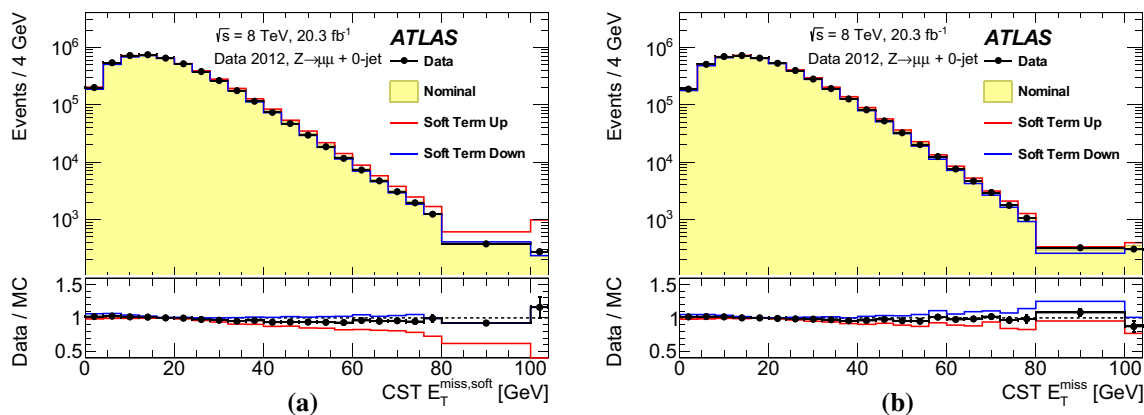 √s = 8 TeV, 20.3 fb⁻¹ ATLAS
Data 2012, Z→μμ + 0-jet
Data
Nominal
Soft Term Up
Soft Term Down
Events / 4 GeV
10⁶
10⁵
10⁴
10³
Data / MC
1.5
1
0.5
0 20 40 60 80 100
CST E_T^miss,soft [GeV]
(a)
√s = 8 TeV, 20.3 fb⁻¹ ATLAS
Data 2012, Z→μμ + 0-jet
Data
Nominal
Soft Term Up
Soft Term Down
Events / 4 GeV
10⁶
10⁵
10⁴
10³
Data / MC
1.5
1
0.5
0 20 40 60 80 100
CST E_T^miss [GeV]
(b)